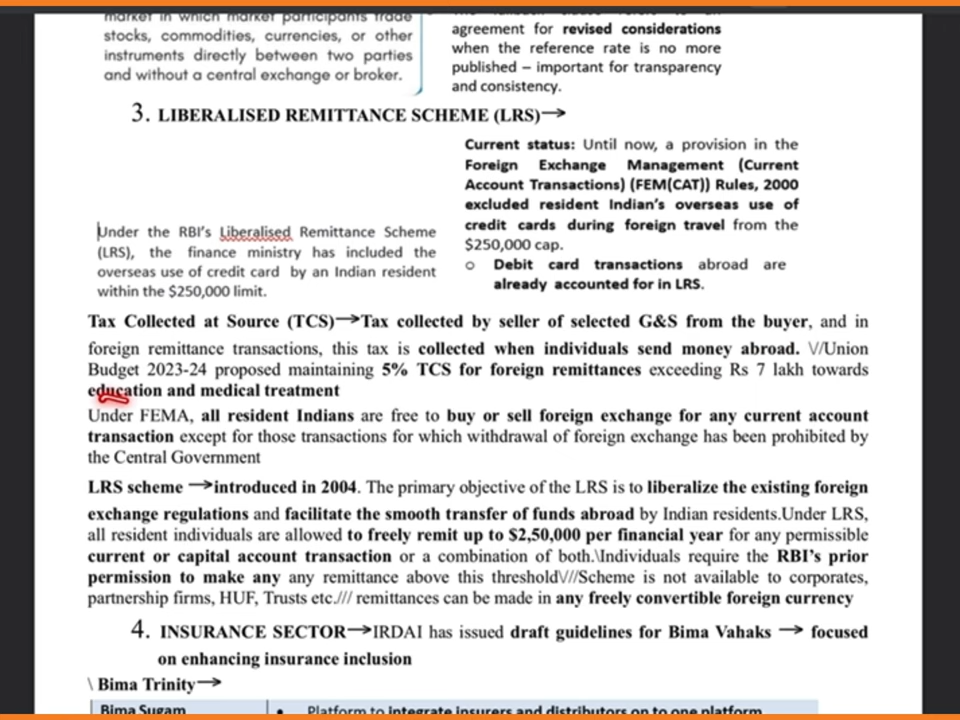 market in which market participants trade
stocks, commodities, currencies, or other
instruments directly between two parties
and without a central exchange or broker.
agreement for revised considerations
when the reference rate is no more
published – important for transparency
and consistency.
3. LIBERALISED REMITTANCE SCHEME (LRS)→
Under the RBI's Liberalised Remittance Scheme
(LRS), the finance ministry has included the
overseas use of credit card by an Indian resident
within the $250,000 limit.
Current status: Until now, a provision in the
Foreign Exchange Management (Current
Account Transactions) (FEM(CAT)) Rules, 2000
excluded resident Indian's overseas use of
credit cards during foreign travel from the
$250,000 cap.
o Debit card transactions abroad are
already accounted for in LRS.
Tax Collected at Source (TCS)→Tax collected by seller of selected G&S from the buyer, and in
foreign remittance transactions, this tax is collected when individuals send money abroad. \//Union
Budget 2023-24 proposed maintaining 5% TCS for foreign remittances exceeding Rs 7 lakh towards
education and medical treatment
Under FEMA, all resident Indians are free to buy or sell foreign exchange for any current account
transaction except for those transactions for which withdrawal of foreign exchange has been prohibited by
the Central Government
LRS scheme →introduced in 2004. The primary objective of the LRS is to liberalize the existing foreign
exchange regulations and facilitate the smooth transfer of funds abroad by Indian residents.Under LRS,
all resident individuals are allowed to freely remit up to $2,50,000 per financial year for any permissible
current or capital account transaction or a combination of both.\Individuals require the RBI's prior
permission to make any any remittance above this threshold\///Scheme is not available to corporates,
partnership firms, HUF, Trusts etc./// remittances can be made in any freely convertible foreign currency
4. INSURANCE SECTOR→IRDAI has issued draft guidelines for Bima Vahaks → focused
on enhancing insurance inclusion
\ Bima Trinity→
Bima Sugam • Platform to integrate insurers and distributors on to one platform